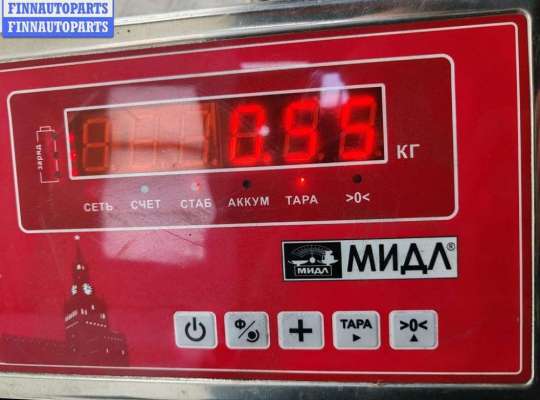 FINNAUTOPARTS
FINNAUTOPARTS
заряд
0.55 КГ
СЕТЬ СЧЕТ СТАБ АККУМ ТАРА >0<
МИДЛ МИДЛ®
Ф + ТАРА >0<